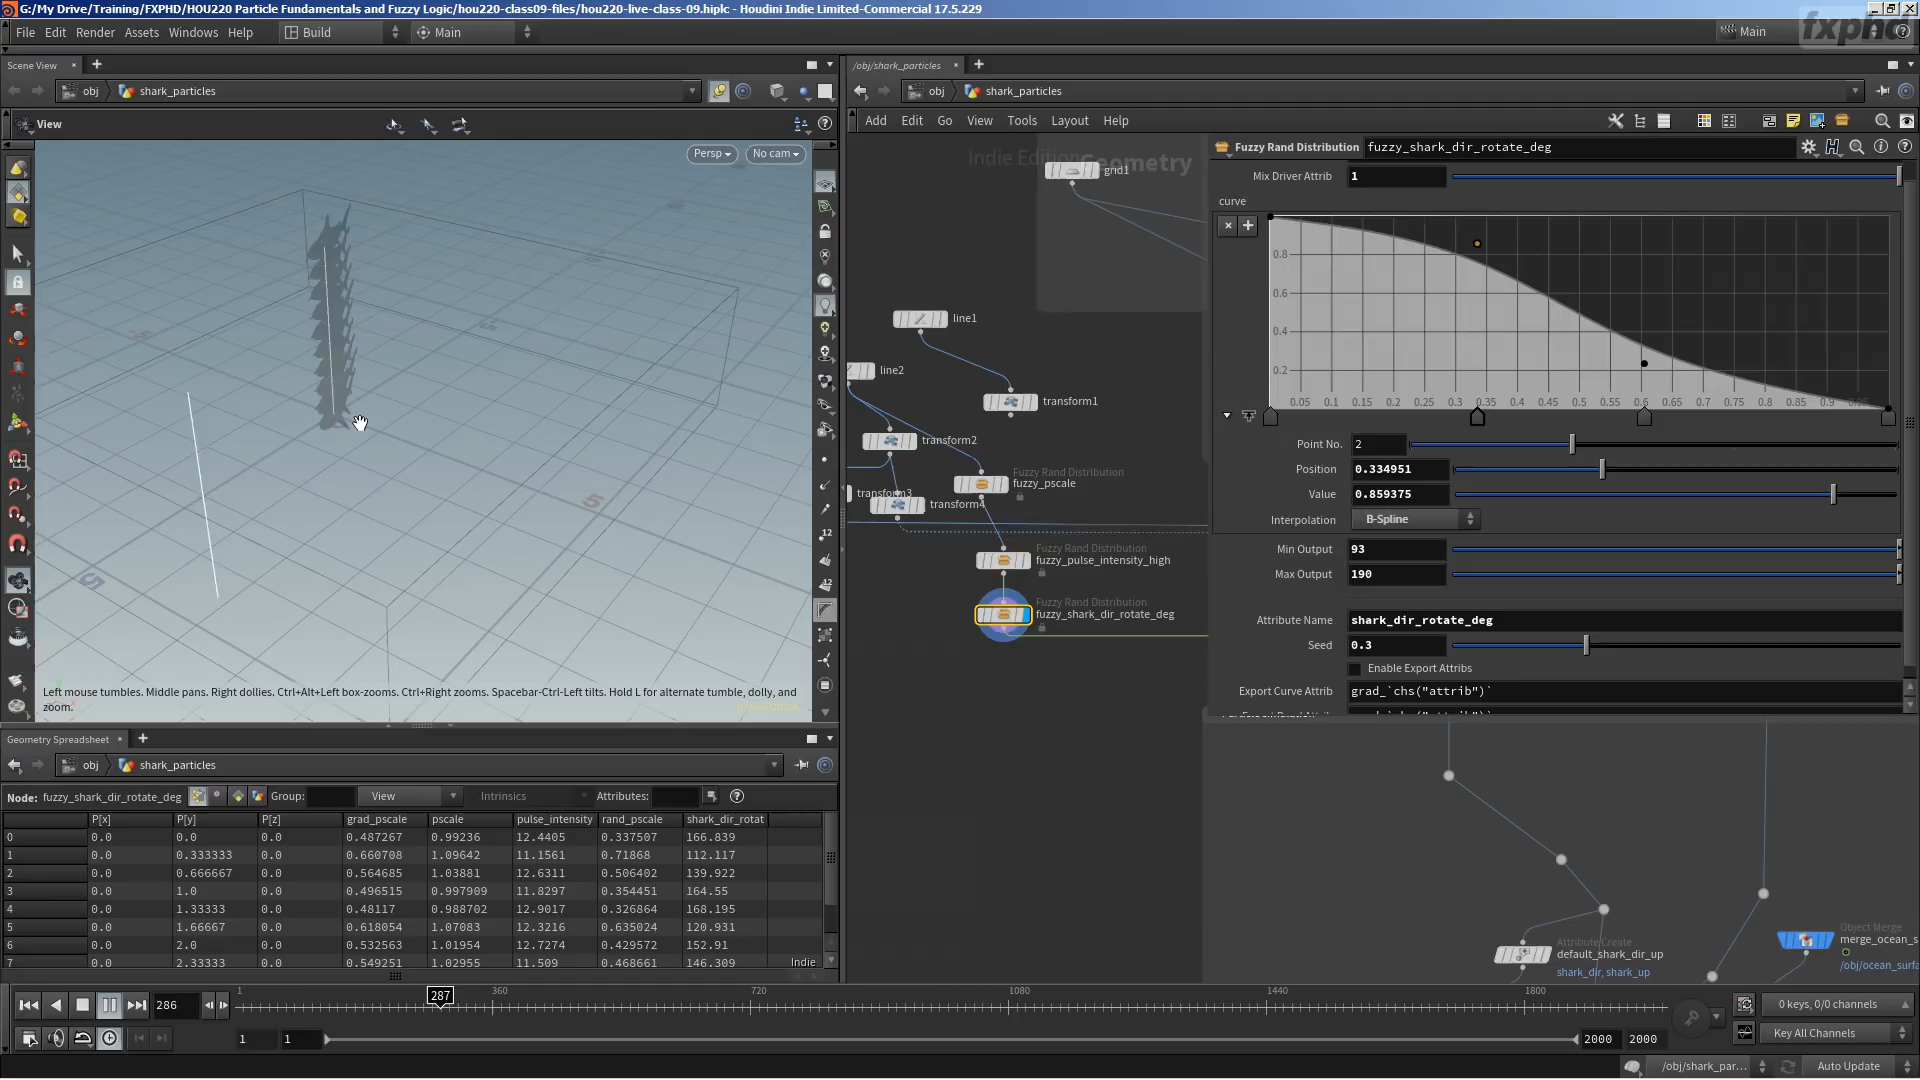 G:/My Drive/Training/FXPHD/HOU220 Particle Fundamentals and Fuzzy Logic/hou220-class09-files/hou220-live-class-09.hiplc - Houdini Indie Limited-Commercial 17.5.229
File Edit Render Assets Windows Help Build Main Main
fxphd
Scene View
/obj/shark_particles
obj shark_particles
obj shark_particles
View
Add Edit Go View Tools Layout Help
Persp No cam
Indie Edition Geometry
grid1
line1
line2
transform1
transform2
Fuzzy Rand Distribution
fuzzy_pscale
transform3
transform4
Fuzzy Rand Distribution
fuzzy_pulse_intensity_high
Fuzzy Rand Distribution
fuzzy_shark_dir_rotate_deg
Fuzzy Rand Distribution fuzzy_shark_dir_rotate_deg
Mix Driver Attrib 1
curve
0.8
0.6
0.4
0.2
0.05 0.1 0.15 0.2 0.25 0.3 0.35 0.4 0.45 0.5 0.55 0.6 0.65 0.7 0.75 0.8 0.85 0.9 0.95
Point No. 2
Position 0.334951
Value 0.859375
Interpolation B-Spline
Min Output 93
Max Output 190
Attribute Name shark_dir_rotate_deg
Seed 0.3
Enable Export Attribs
Export Curve Attrib grad_`chs("attrib")`
5
5
Left mouse tumbles. Middle pans. Right dollies. Ctrl+Alt+Left box-zooms. Ctrl+Right zooms. Spacebar-Ctrl-Left tilts. Hold L for alternate tumble, dolly, and
zoom.
Indie Edition
Geometry Spreadsheet
obj shark_particles
Node: fuzzy_shark_dir_rotate_deg Group: View Intrinsics Attributes:
P[x] P[y] P[z] grad_pscale pscale pulse_intensity rand_pscale shark_dir_rotat
0 0.0 0.0 0.0 0.487267 0.99236 12.4405 0.337507 166.839
1 0.0 0.333333 0.0 0.660708 1.09642 11.1561 0.71868 112.117
2 0.0 0.666667 0.0 0.564685 1.03881 12.6311 0.506402 139.922
3 0.0 1.0 0.0 0.496515 0.997909 11.8297 0.354451 164.55
4 0.0 1.33333 0.0 0.48117 0.988702 12.9017 0.326864 168.195
5 0.0 1.66667 0.0 0.618054 1.07083 12.3216 0.635024 120.931
6 0.0 2.0 0.0 0.532563 1.01954 12.7274 0.429572 152.91
7 0.0 2.33333 0.0 0.549251 1.02955 11.509 0.468661 146.309
Indie
Attribute Create
default_shark_dir_up
shark_dir, shark_up
Object Merge
merge_ocean_s
/obj/ocean_surfa
286
1 287 360 720 1080 1440 1800
0 keys, 0/0 channels
1 1 2000 2000
Key All Channels
/obj/shark_par... Auto Update